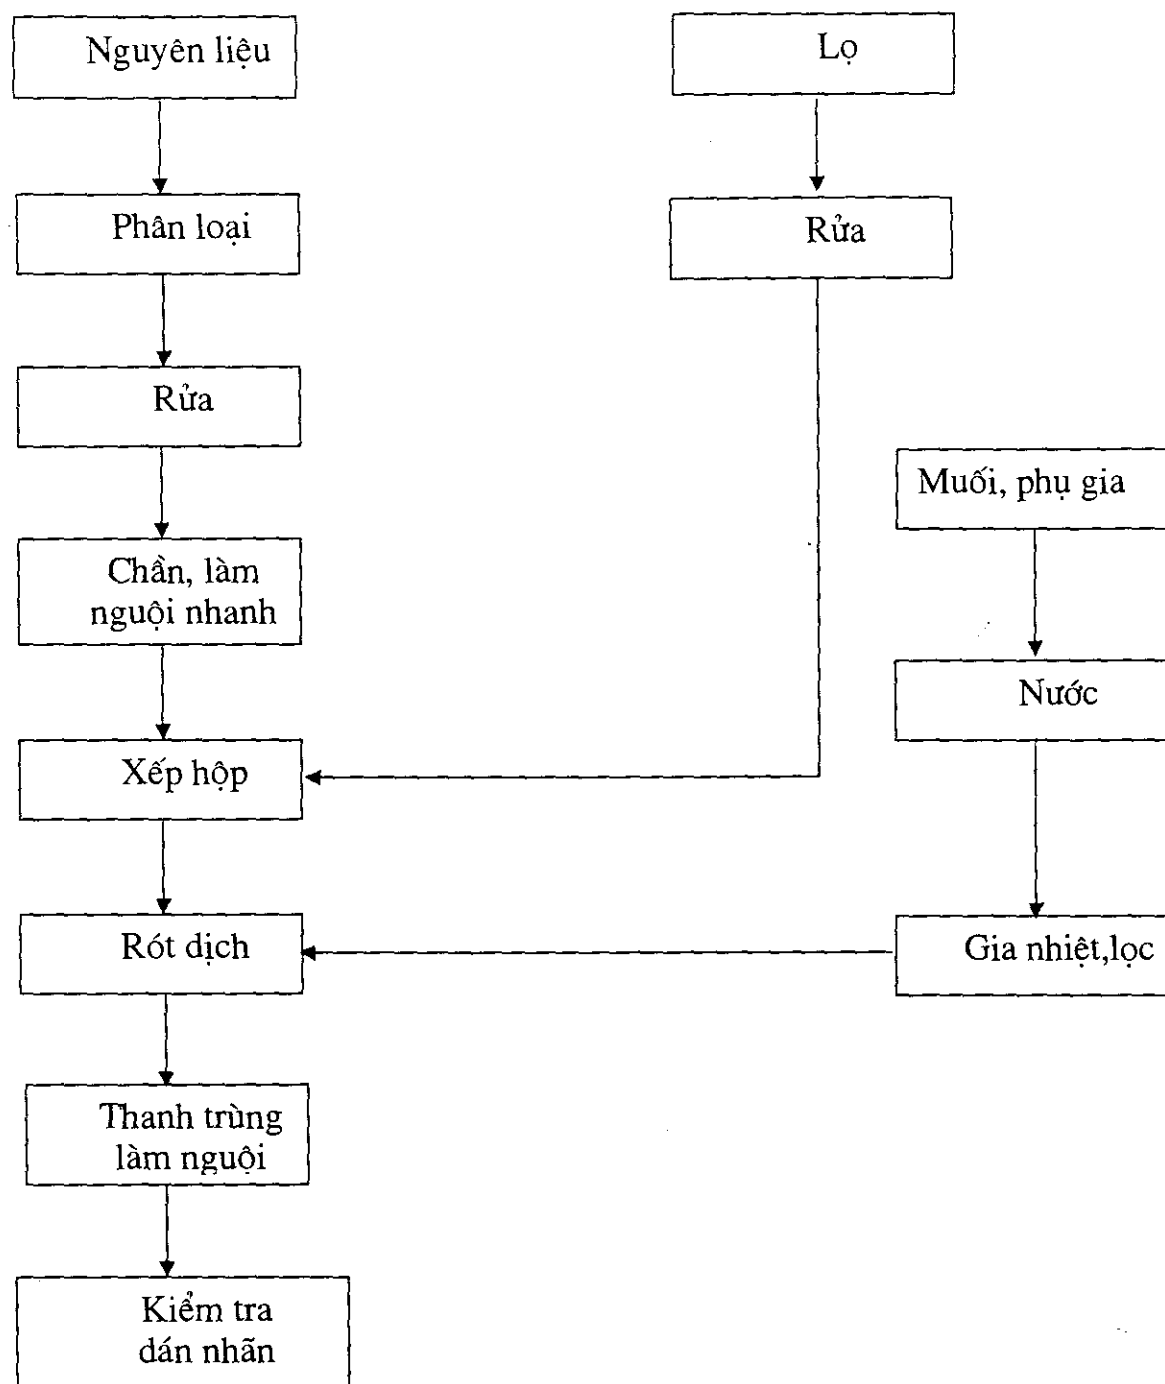 Nguyên liệu
Lọ
Phân loại
Rửa
Rửa
Muối, phụ gia
Chần, làm
nguội nhanh
Nước
Xếp hộp
Rót dịch
Gia nhiệt,lọc
Thanh trùng
làm nguội
Kiểm tra
dán nhãn